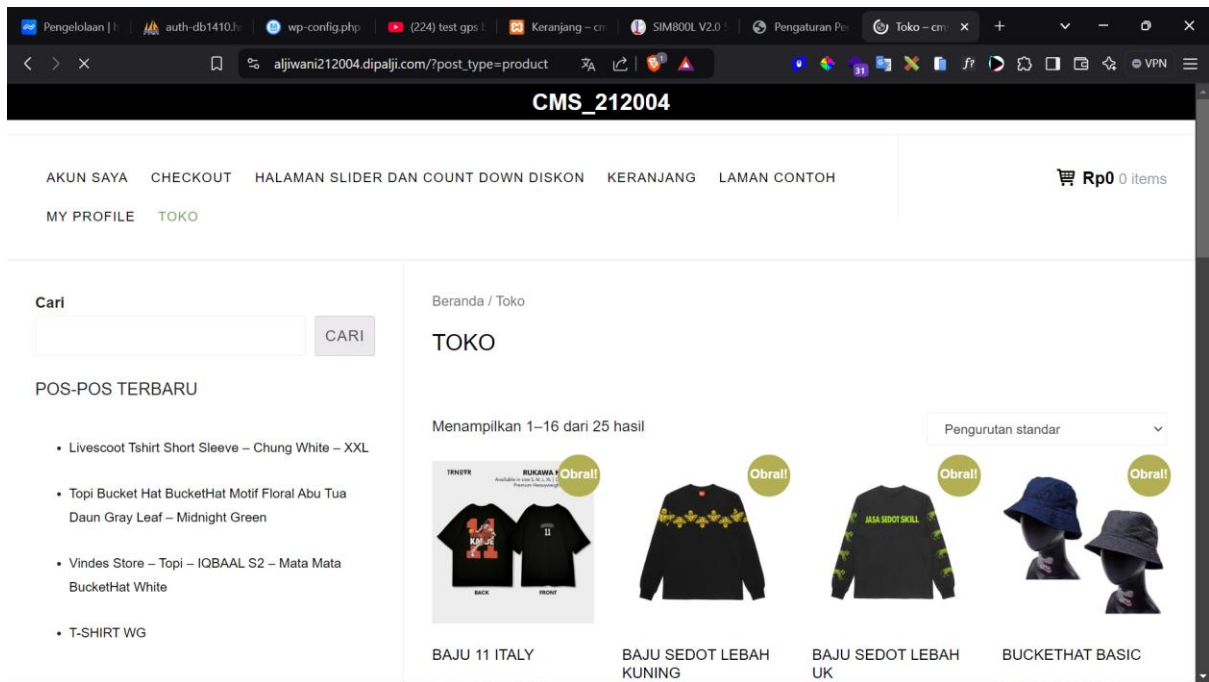 Pengelolaan | h
auth-db1410.h
wp-config.php
(224) test gps
Keranjang – cm
SIM800L V2.0
Pengaturan Pe
Toko – cm
aljiwani212004.dipalji.com/?post_type=product
31
VPN
CMS_212004
AKUN SAYA CHECKOUT HALAMAN SLIDER DAN COUNT DOWN DISKON KERANJANG LAMAN CONTOH
Rp0 0 items
MY PROFILE TOKO
Cari
CARI
POS-POS TERBARU
Livescoot Tshirt Short Sleeve – Chung White – XXL
Topi Bucket Hat BucketHat Motif Floral Abu Tua
Daun Gray Leaf – Midnight Green
Vindes Store – Topi – IQBAAL S2 – Mata Mata
BucketHat White
T-SHIRT WG
Beranda / Toko
TOKO
Menampilkan 1–16 dari 25 hasil
Pengurutan standar
TRNEVR
RUKAWA
Obral!
Obral!
Obral!
Obral!
11
JASA SEDOT SKILL
BACK
FRONT
BAJU 11 ITALY
BAJU SEDOT LEBAH
KUNING
BAJU SEDOT LEBAH
UK
BUCKETHAT BASIC